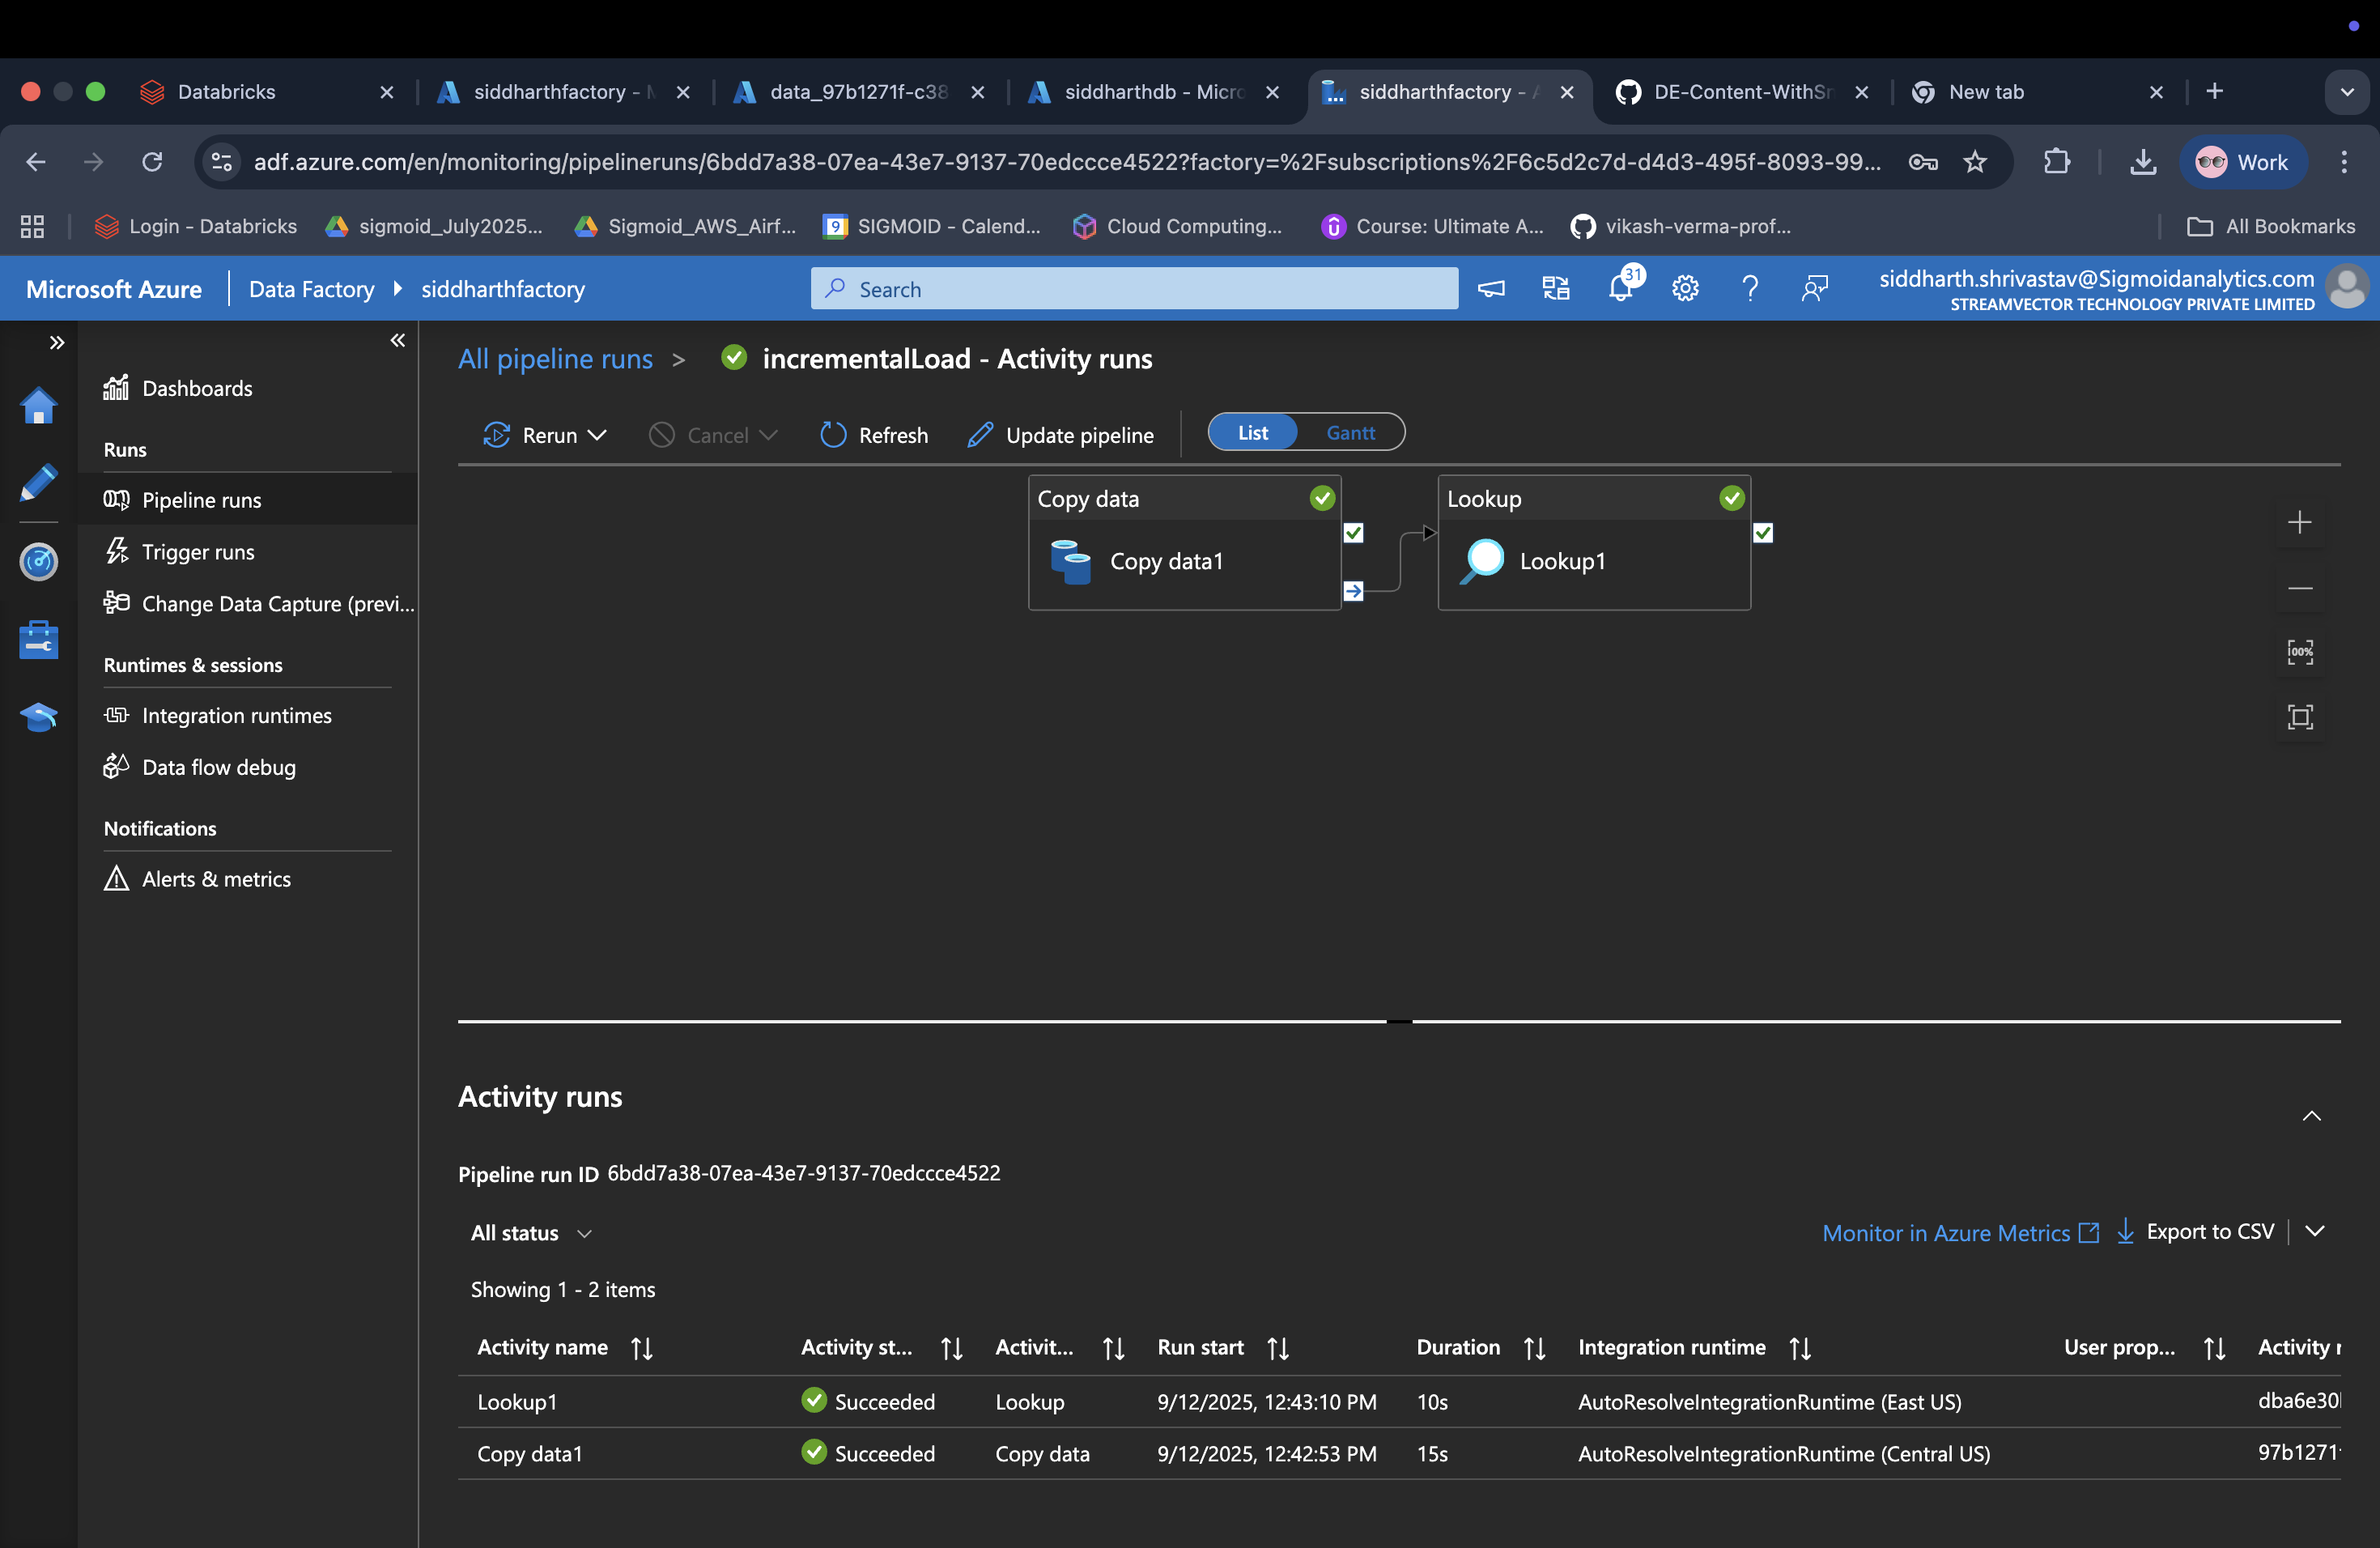 Databricks
siddharthfactory - M
data_97b1271f-c38
siddharthdb - Micro
siddharthfactory - A
DE-Content-WithSr
New tab
adf.azure.com/en/monitoring/pipelineruns/6bdd7a38-07ea-43e7-9137-70edccce4522?factory=%2Fsubscriptions%2F6c5d2c7d-d4d3-495f-8093-99...
Work
Login - Databricks
sigmoid_July2025...
Sigmoid_AWS_Airf...
9
SIGMOID - Calend...
Cloud Computing...
Course: Ultimate A...
vikash-verma-prof...
All Bookmarks
Microsoft Azure
Data Factory
siddharthfactory
Search
31
siddharth.shrivastav@Sigmoidanalytics.com
STREAMVECTOR TECHNOLOGY PRIVATE LIMITED
Dashboards
Runs
Pipeline runs
Trigger runs
Change Data Capture (previ...
Runtimes & sessions
Integration runtimes
Data flow debug
Notifications
Alerts & metrics
All pipeline runs > incrementalLoad - Activity runs
Rerun
Cancel
Refresh
Update pipeline
List
Gantt
Copy data
Copy data1
Lookup
Lookup1
100%
Activity runs
Pipeline run ID 6bdd7a38-07ea-43e7-9137-70edccce4522
All status
Monitor in Azure Metrics
Export to CSV
Showing 1 - 2 items
Activity name Activity st... Activit... Run start Duration Integration runtime User prop... Activity r
Lookup1 Succeeded Lookup 9/12/2025, 12:43:10 PM 10s AutoResolveIntegrationRuntime (East US) dba6e30
Copy data1 Succeeded Copy data 9/12/2025, 12:42:53 PM 15s AutoResolveIntegrationRuntime (Central US) 97b1271